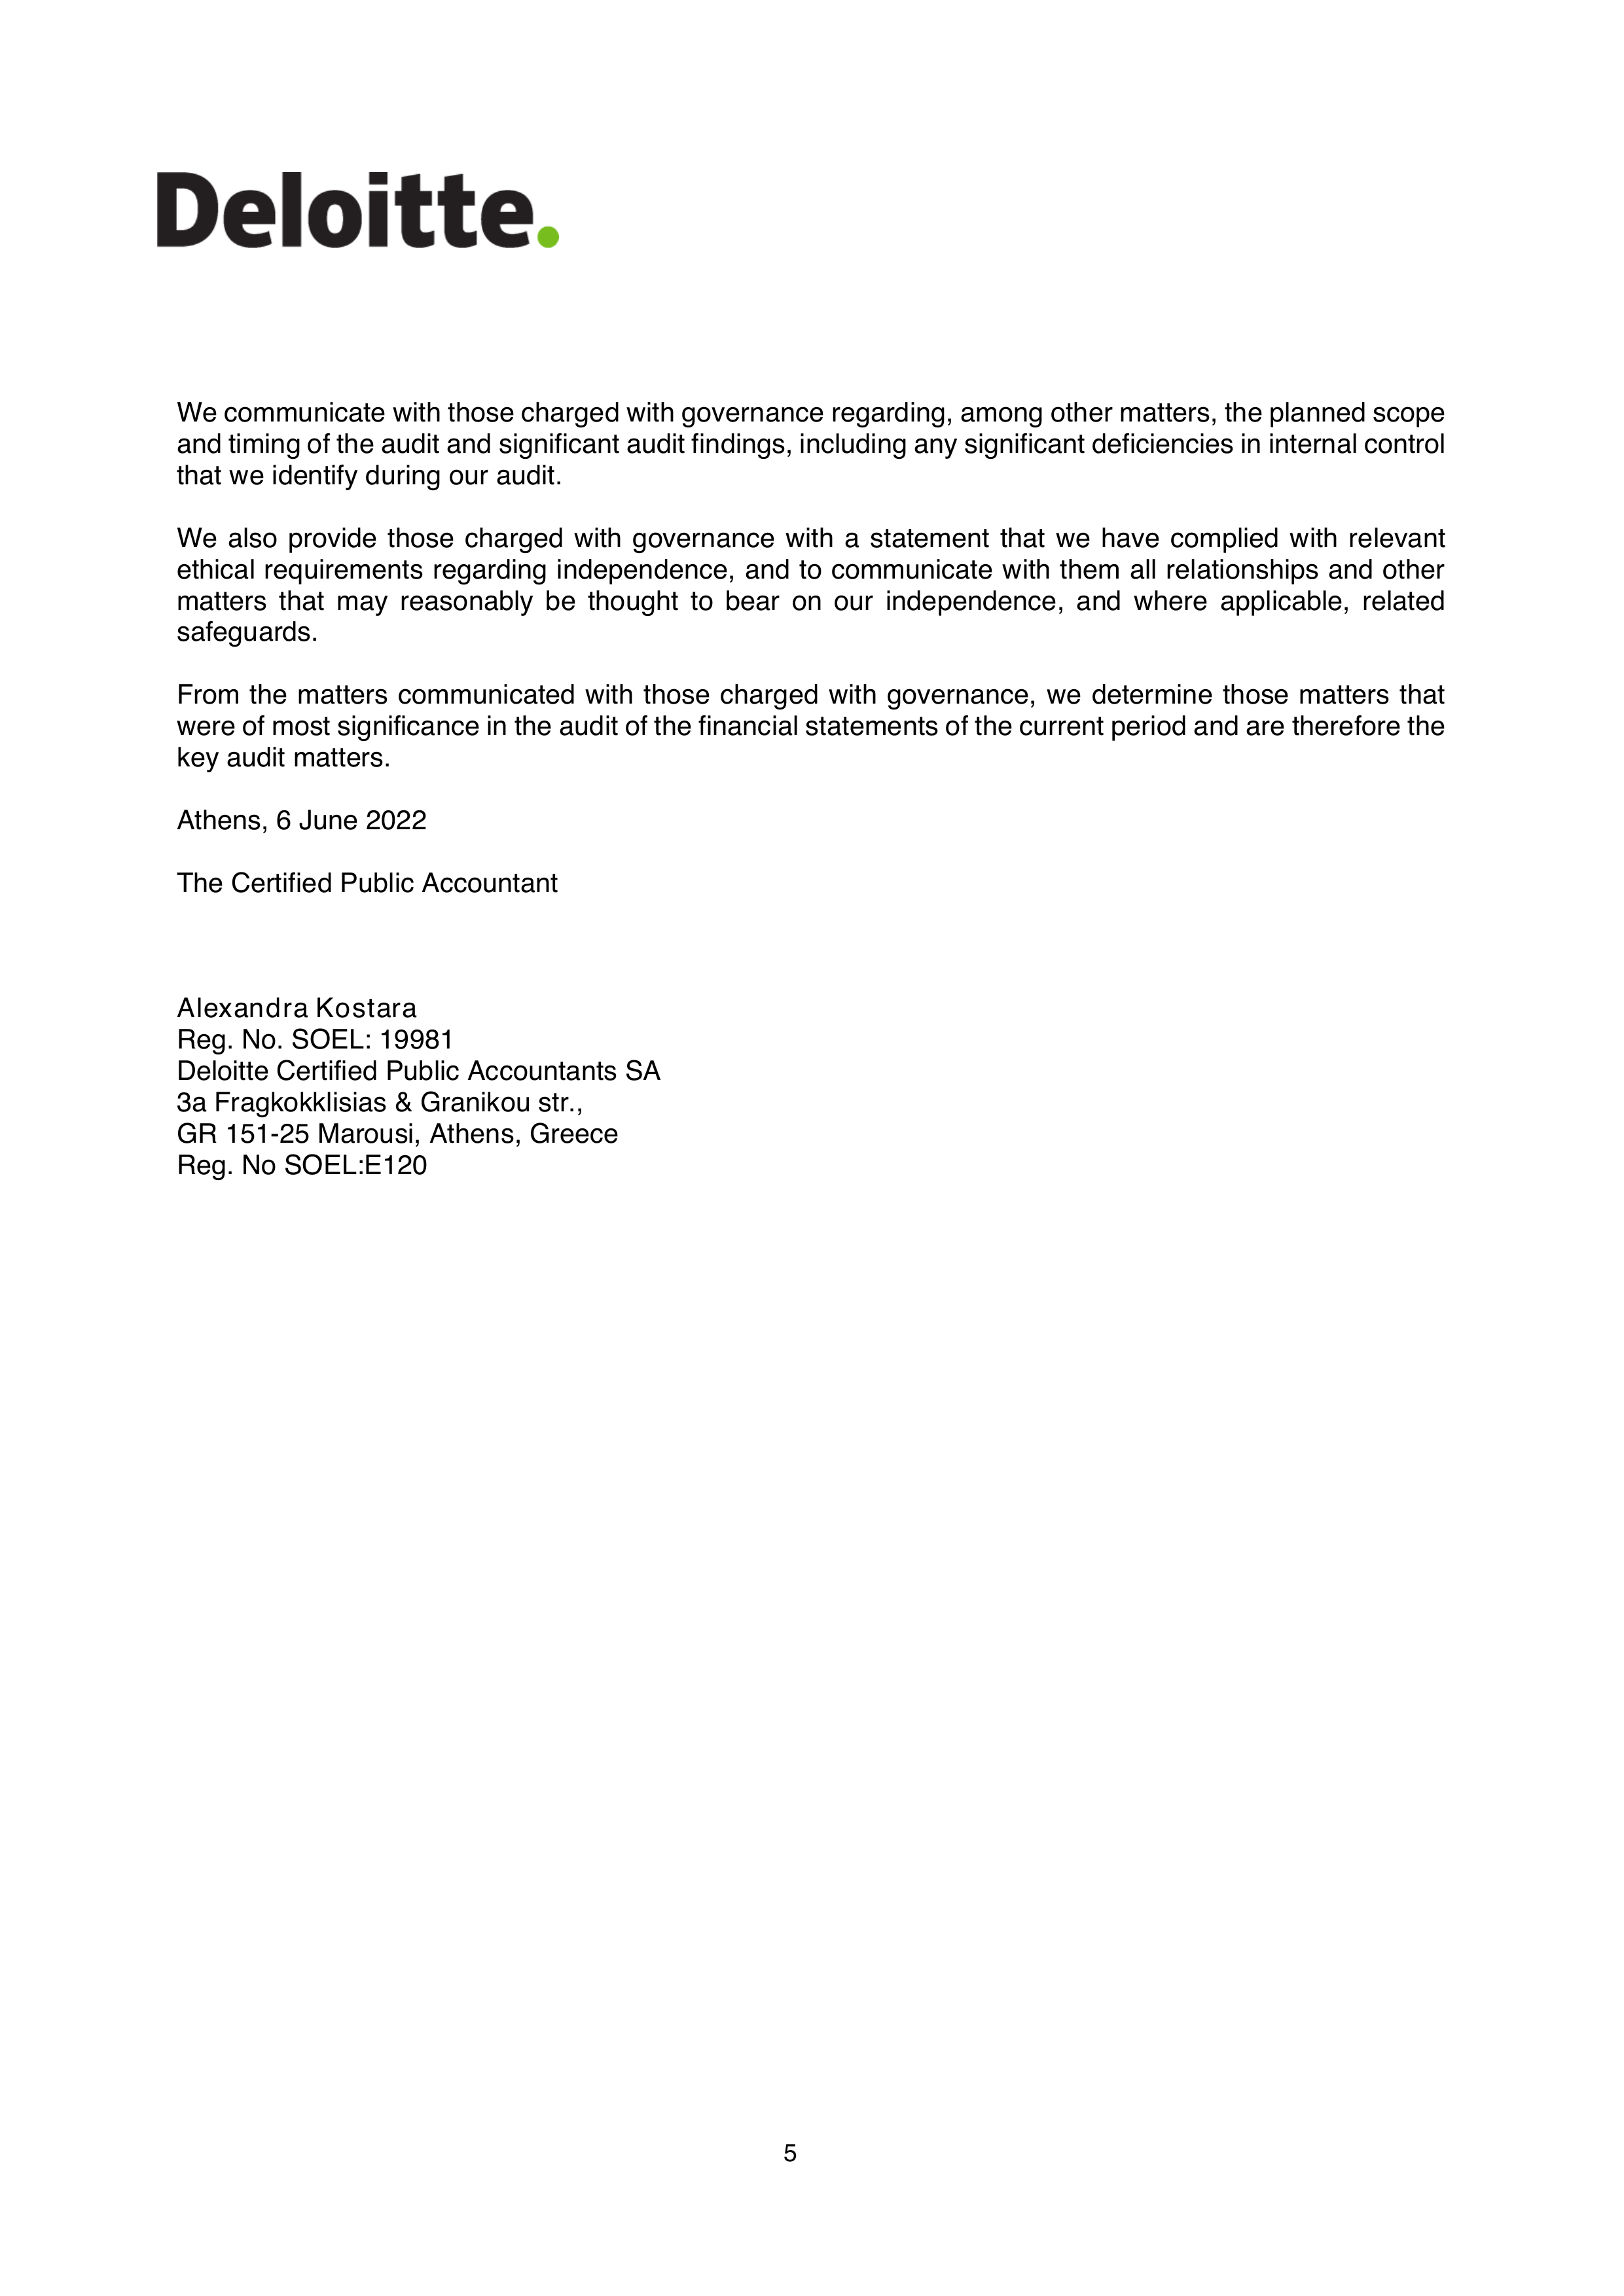 Deloitte.
We communicate with those charged with governance regarding, among other matters, the planned scope
and timing of the audit and significant audit findings, including any significant deficiencies in internal control
that we identify during our audit.
We also provide those charged with governance with a statement that we have complied with relevant
ethical requirements regarding independence, and to communicate with them all relationships and other
matters that may reasonably be thought to bear on our independence, and where applicable, related
safeguards.
From the matters communicated with those charged with governance, we determine those matters that
were of most significance in the audit of the financial statements of the current period and are therefore the
key audit matters.
Athens, 6 June 2022
The Certified Public Accountant
Alexandra Kostara
Reg. No. SOEL: 19981
Deloitte Certified Public Accountants SA
3a Fragkokklisias & Granikou str.,
GR 151-25 Marousi, Athens, Greece
Reg. No SOEL:E120
5